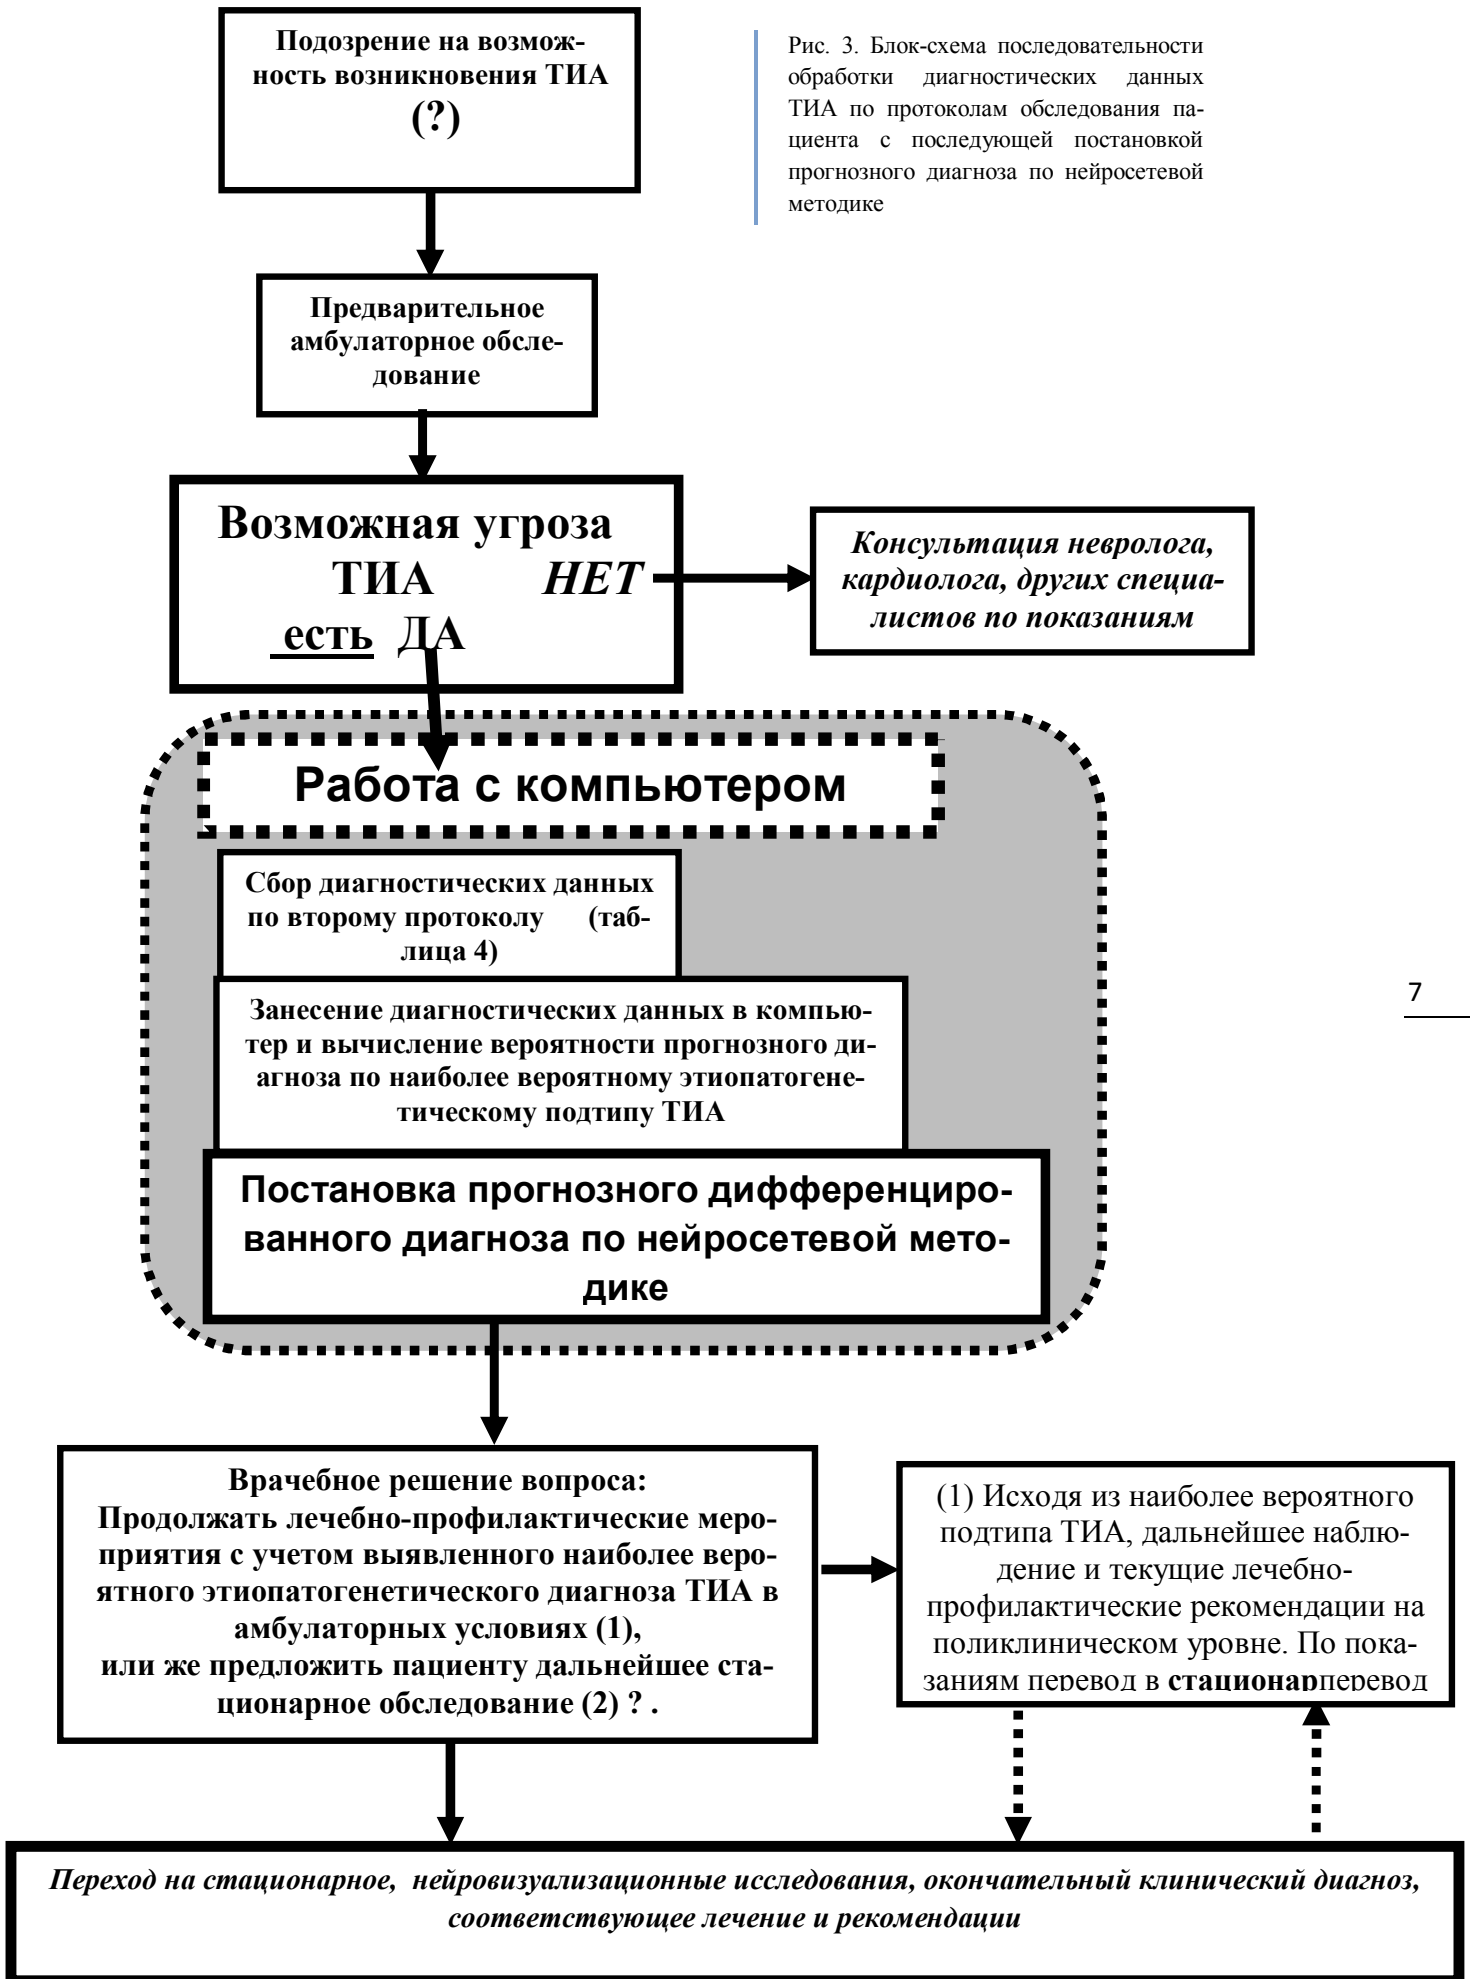 Подозрение на возмож-
ность возникновения ТИА
(?)
Рис. 3. Блок-схема последовательности
обработки диагностических данных
ТИА по протоколам обследования па-
циента с последующей постановкой
прогнозного диагноза по нейросетевой
методике
Предварительное
амбулаторное обсле-
дование
Возможная угроза
ТИА НЕТ
есть ДА
Консультация невролога,
кардиолога, других специа-
листов по показаниям
Работа с компьютером
Сбор диагностических данных
по второму протоколу (таб-
лица 4)
7
Занесение диагностических данных в компью-
тер и вычисление вероятности прогнозного ди-
агноза по наиболее вероятному этиопатогене-
тическому подтипу ТИА
Постановка прогнозного дифференциро-
ванного диагноза по нейросетевой мето-
дике
Врачебное решение вопроса:
Продолжать лечебно-профилактические меро-
приятия с учетом выявленного наиболее веро-
ятного этиопатогенетического диагноза ТИА в
амбулаторных условиях (1),
или же предложить пациенту дальнейшее ста-
ционарное обследование (2) ? .
(1) Исходя из наиболее вероятного
подтипа ТИА, дальнейшее наблю-
дение и текущие лечебно-
профилактические рекомендации на
поликлиническом уровне. По пока-
заниям перевод в стационарперевод
Переход на стационарное, нейровизуализационные исследования, окончательный клинический диагноз,
соответствующее лечение и рекомендации